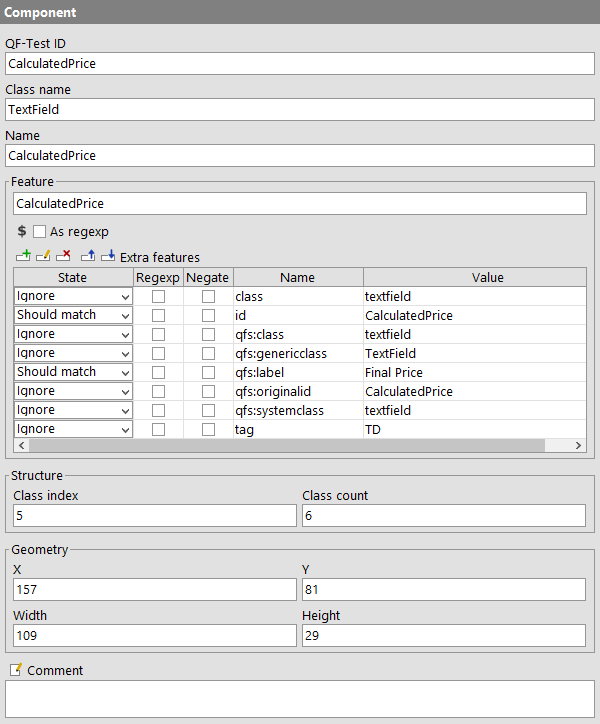 Component
QF-Test ID
CalculatedPrice
Class name
TextField
Name
CalculatedPrice
Feature
CalculatedPrice
$ As regexp
Extra features
State Regexp Negate Name Value
Ignore class textfield
Should match id CalculatedPrice
Ignore qfs:class textfield
Ignore qfs:genericclass TextField
Should match qfs:label Final Price
Ignore qfs:originalid CalculatedPrice
Ignore qfs:systemclass textfield
Ignore tag TD
Structure
Class index Class count
5 6
Geometry
X Y
157 81
Width Height
109 29
Comment